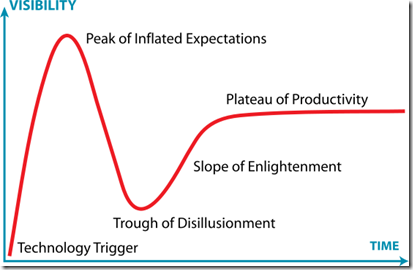 VISIBILITY
Peak of Inflated Expectations
Plateau of Productivity
Slope of Enlightenment
Trough of Disillusionment
Technology Trigger
TIME